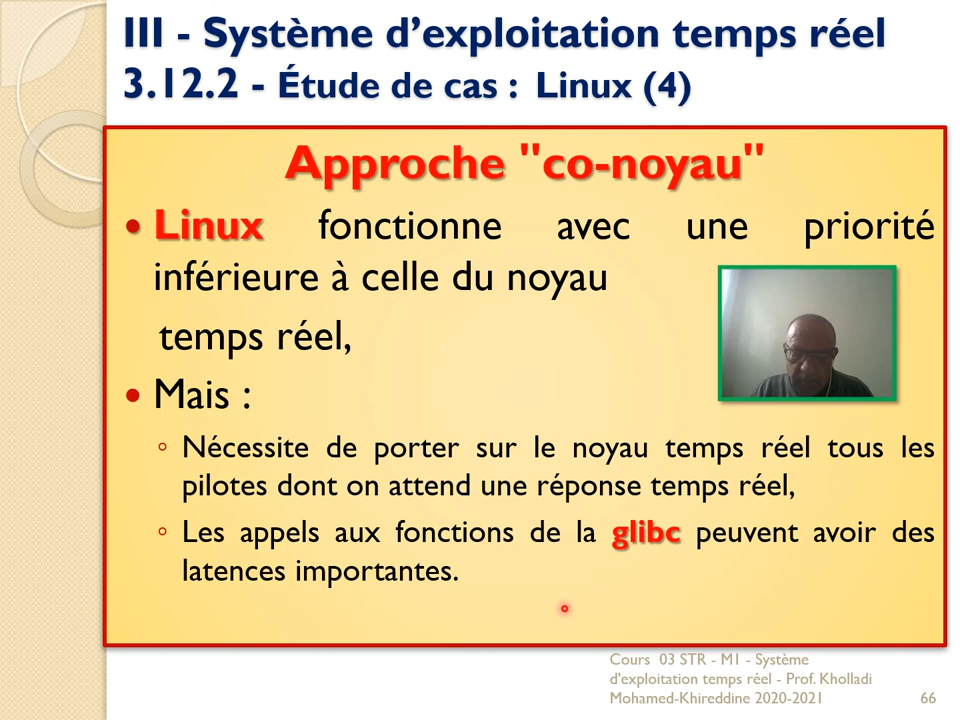 III - Système d’exploitation temps réel
3.12.2 - Étude de cas : Linux (4)
Approche "co-noyau"
• Linux fonctionne avec une priorité
inférieure à celle du noyau
temps réel,
• Mais :
◦ Nécessite de porter sur le noyau temps réel tous les
pilotes dont on attend une réponse temps réel,
◦ Les appels aux fonctions de la glibc peuvent avoir des
latences importantes.
Cours 03 STR - M1 - Système
d'exploitation temps réel - Prof. Kholladi
Mohamed-Khireddine 2020-2021 66